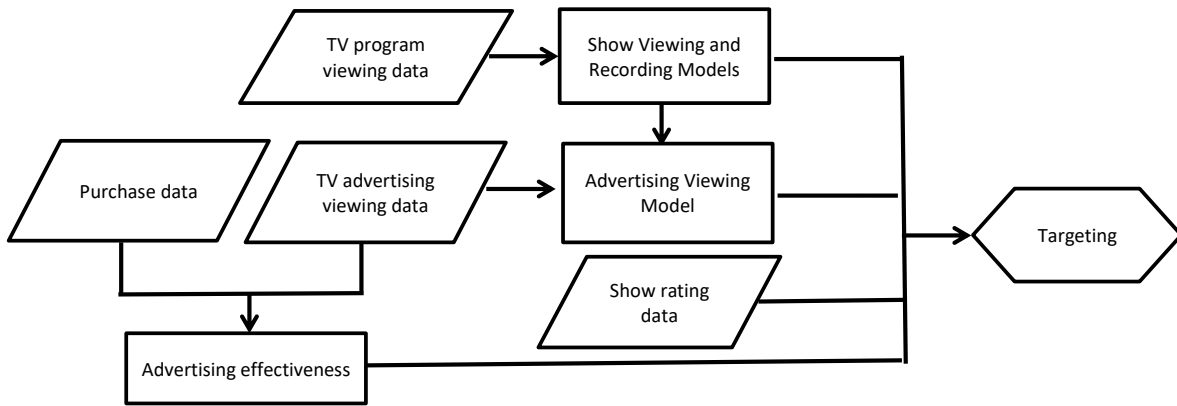 TV program
viewing data
Show Viewing and
Recording Models
Purchase data
TV advertising
viewing data
Advertising Viewing
Model
Targeting
Show rating
data
Advertising effectiveness